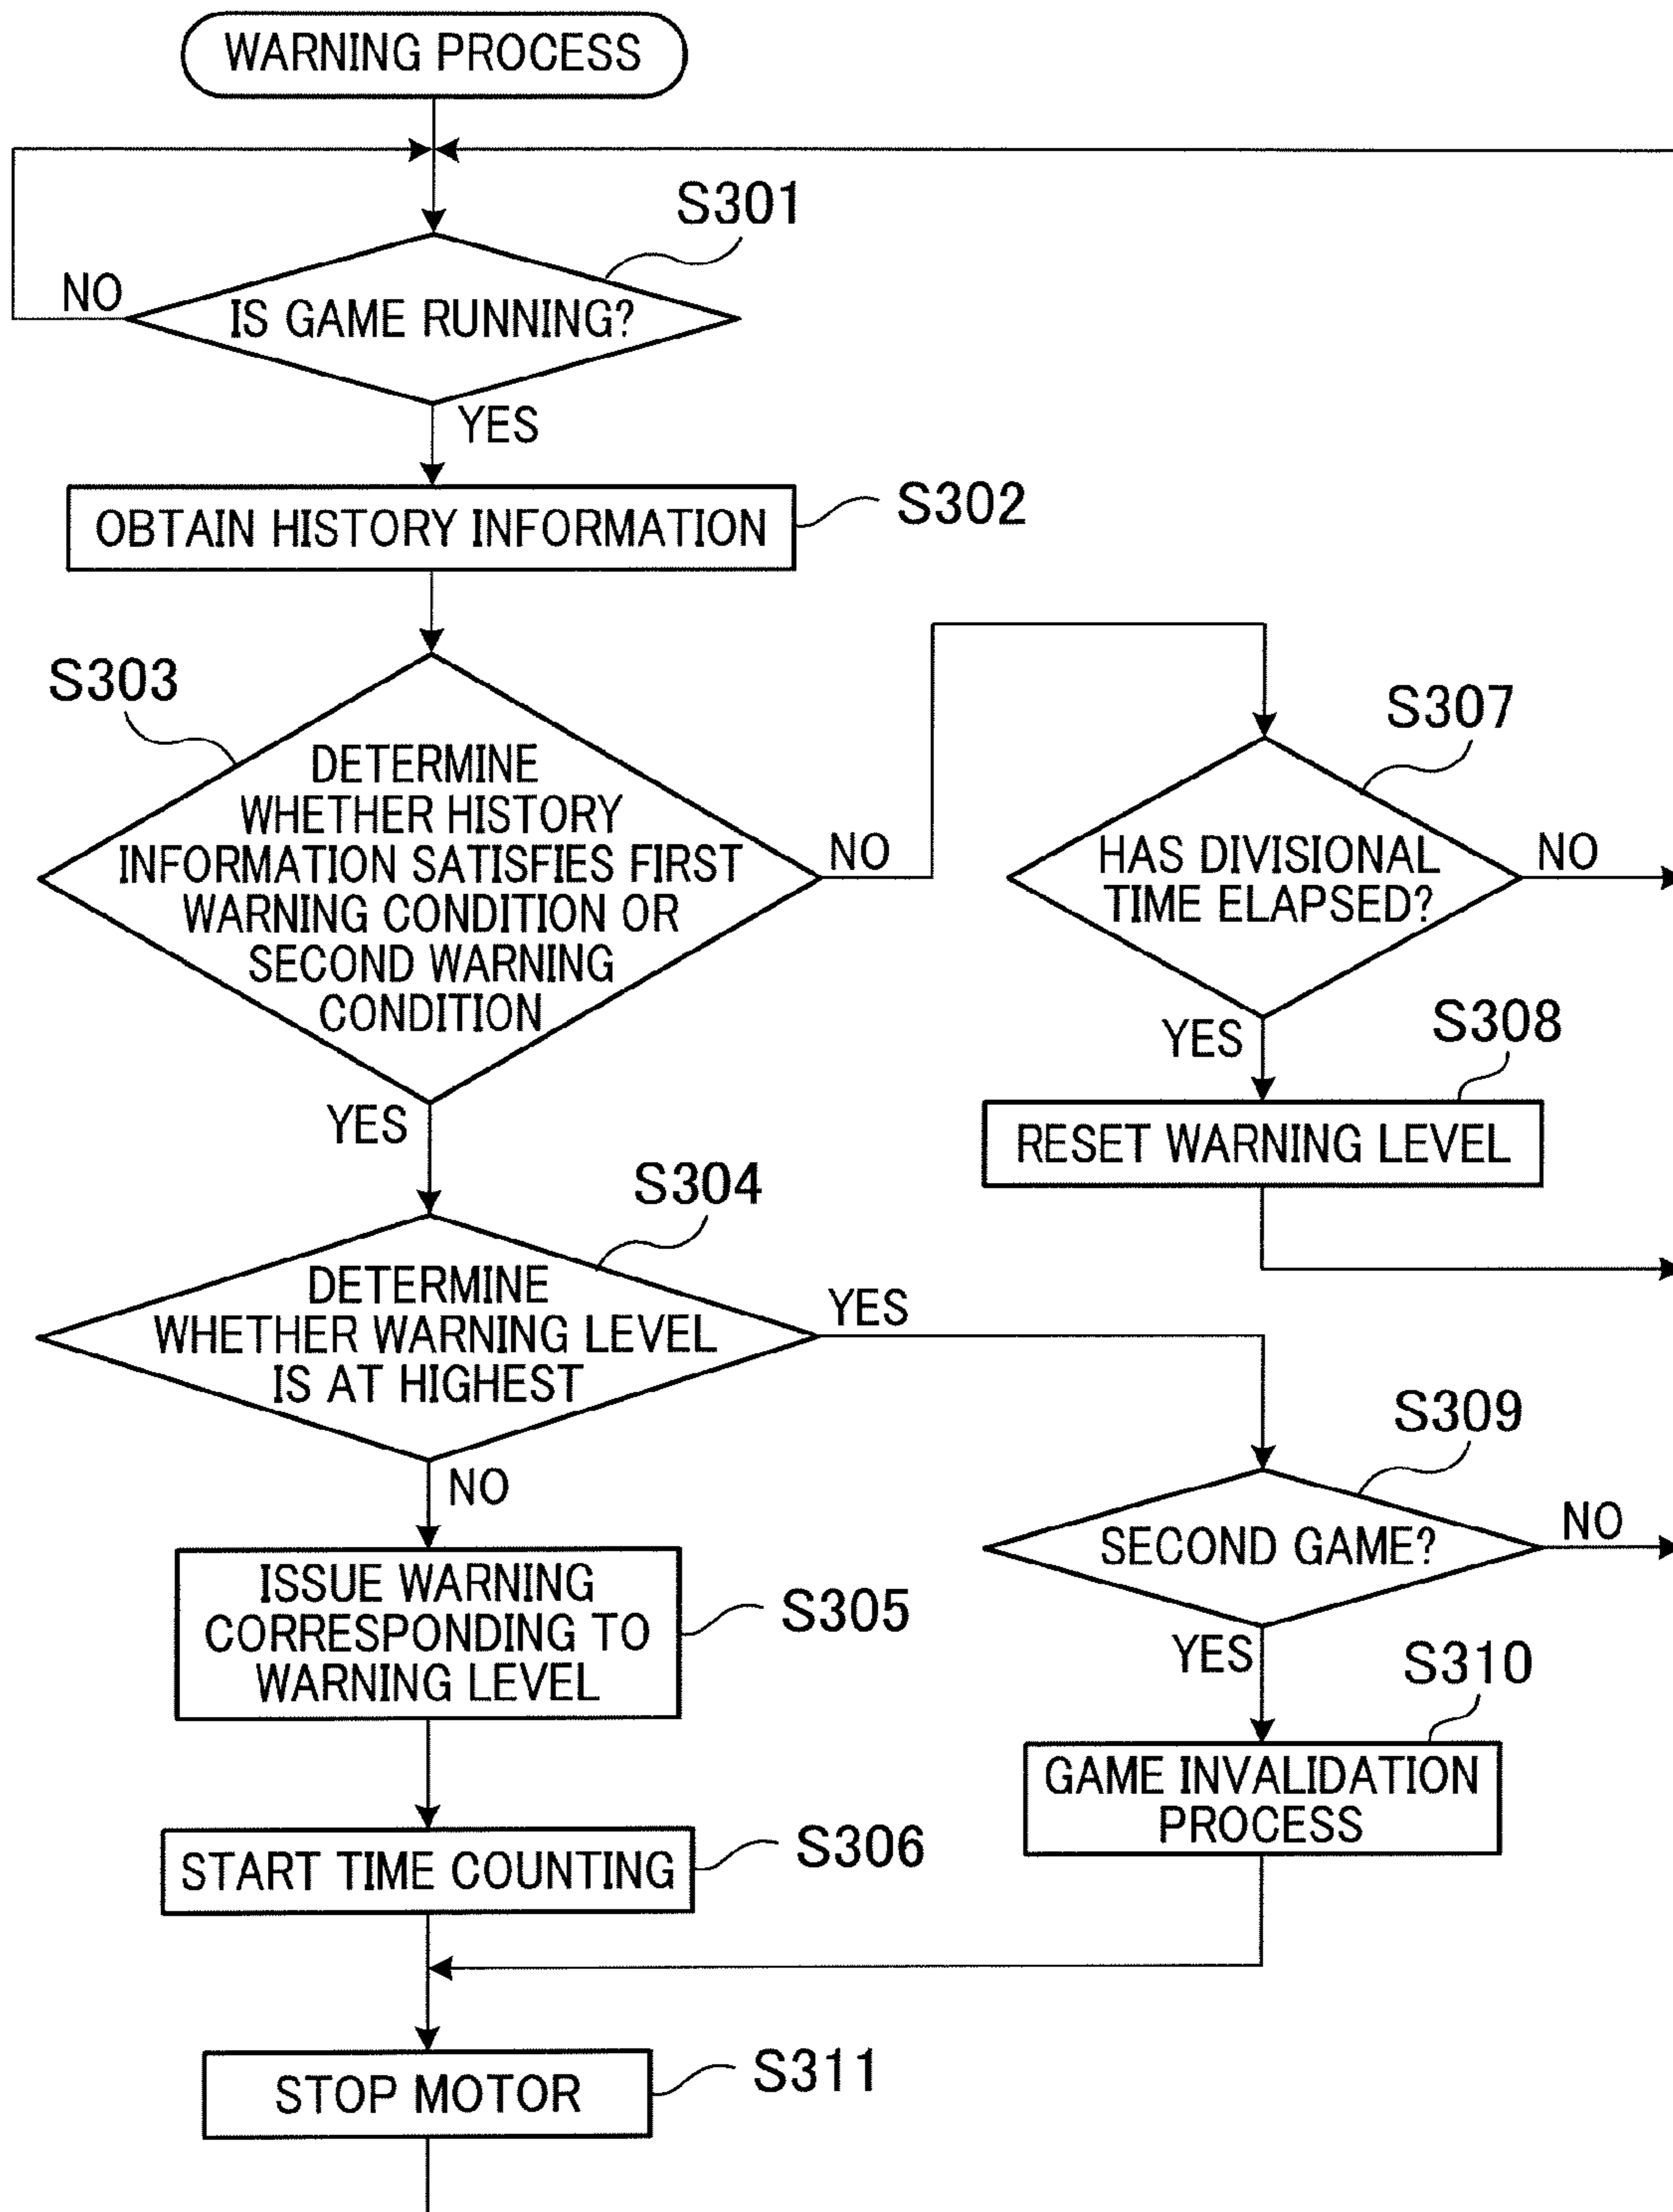 WARNING PROCESS
S301
NO
IS GAME RUNNING?
YES
OBTAIN HISTORY INFORMATION
S302
S303
DETERMINE
WHETHER HISTORY
INFORMATION SATISFIES FIRST
WARNING CONDITION OR
SECOND WARNING
CONDITION
NO
YES
S307
HAS DIVISIONAL
TIME ELAPSED?
NO
YES
S308
RESET WARNING LEVEL
S304
DETERMINE
WHETHER WARNING LEVEL
IS AT HIGHEST
YES
NO
S309
SECOND GAME?
NO
YES
ISSUE WARNING
CORRESPONDING TO
WARNING LEVEL
S305
S310
GAME INVALIDATION
PROCESS
START TIME COUNTING
S306
STOP MOTOR
S311